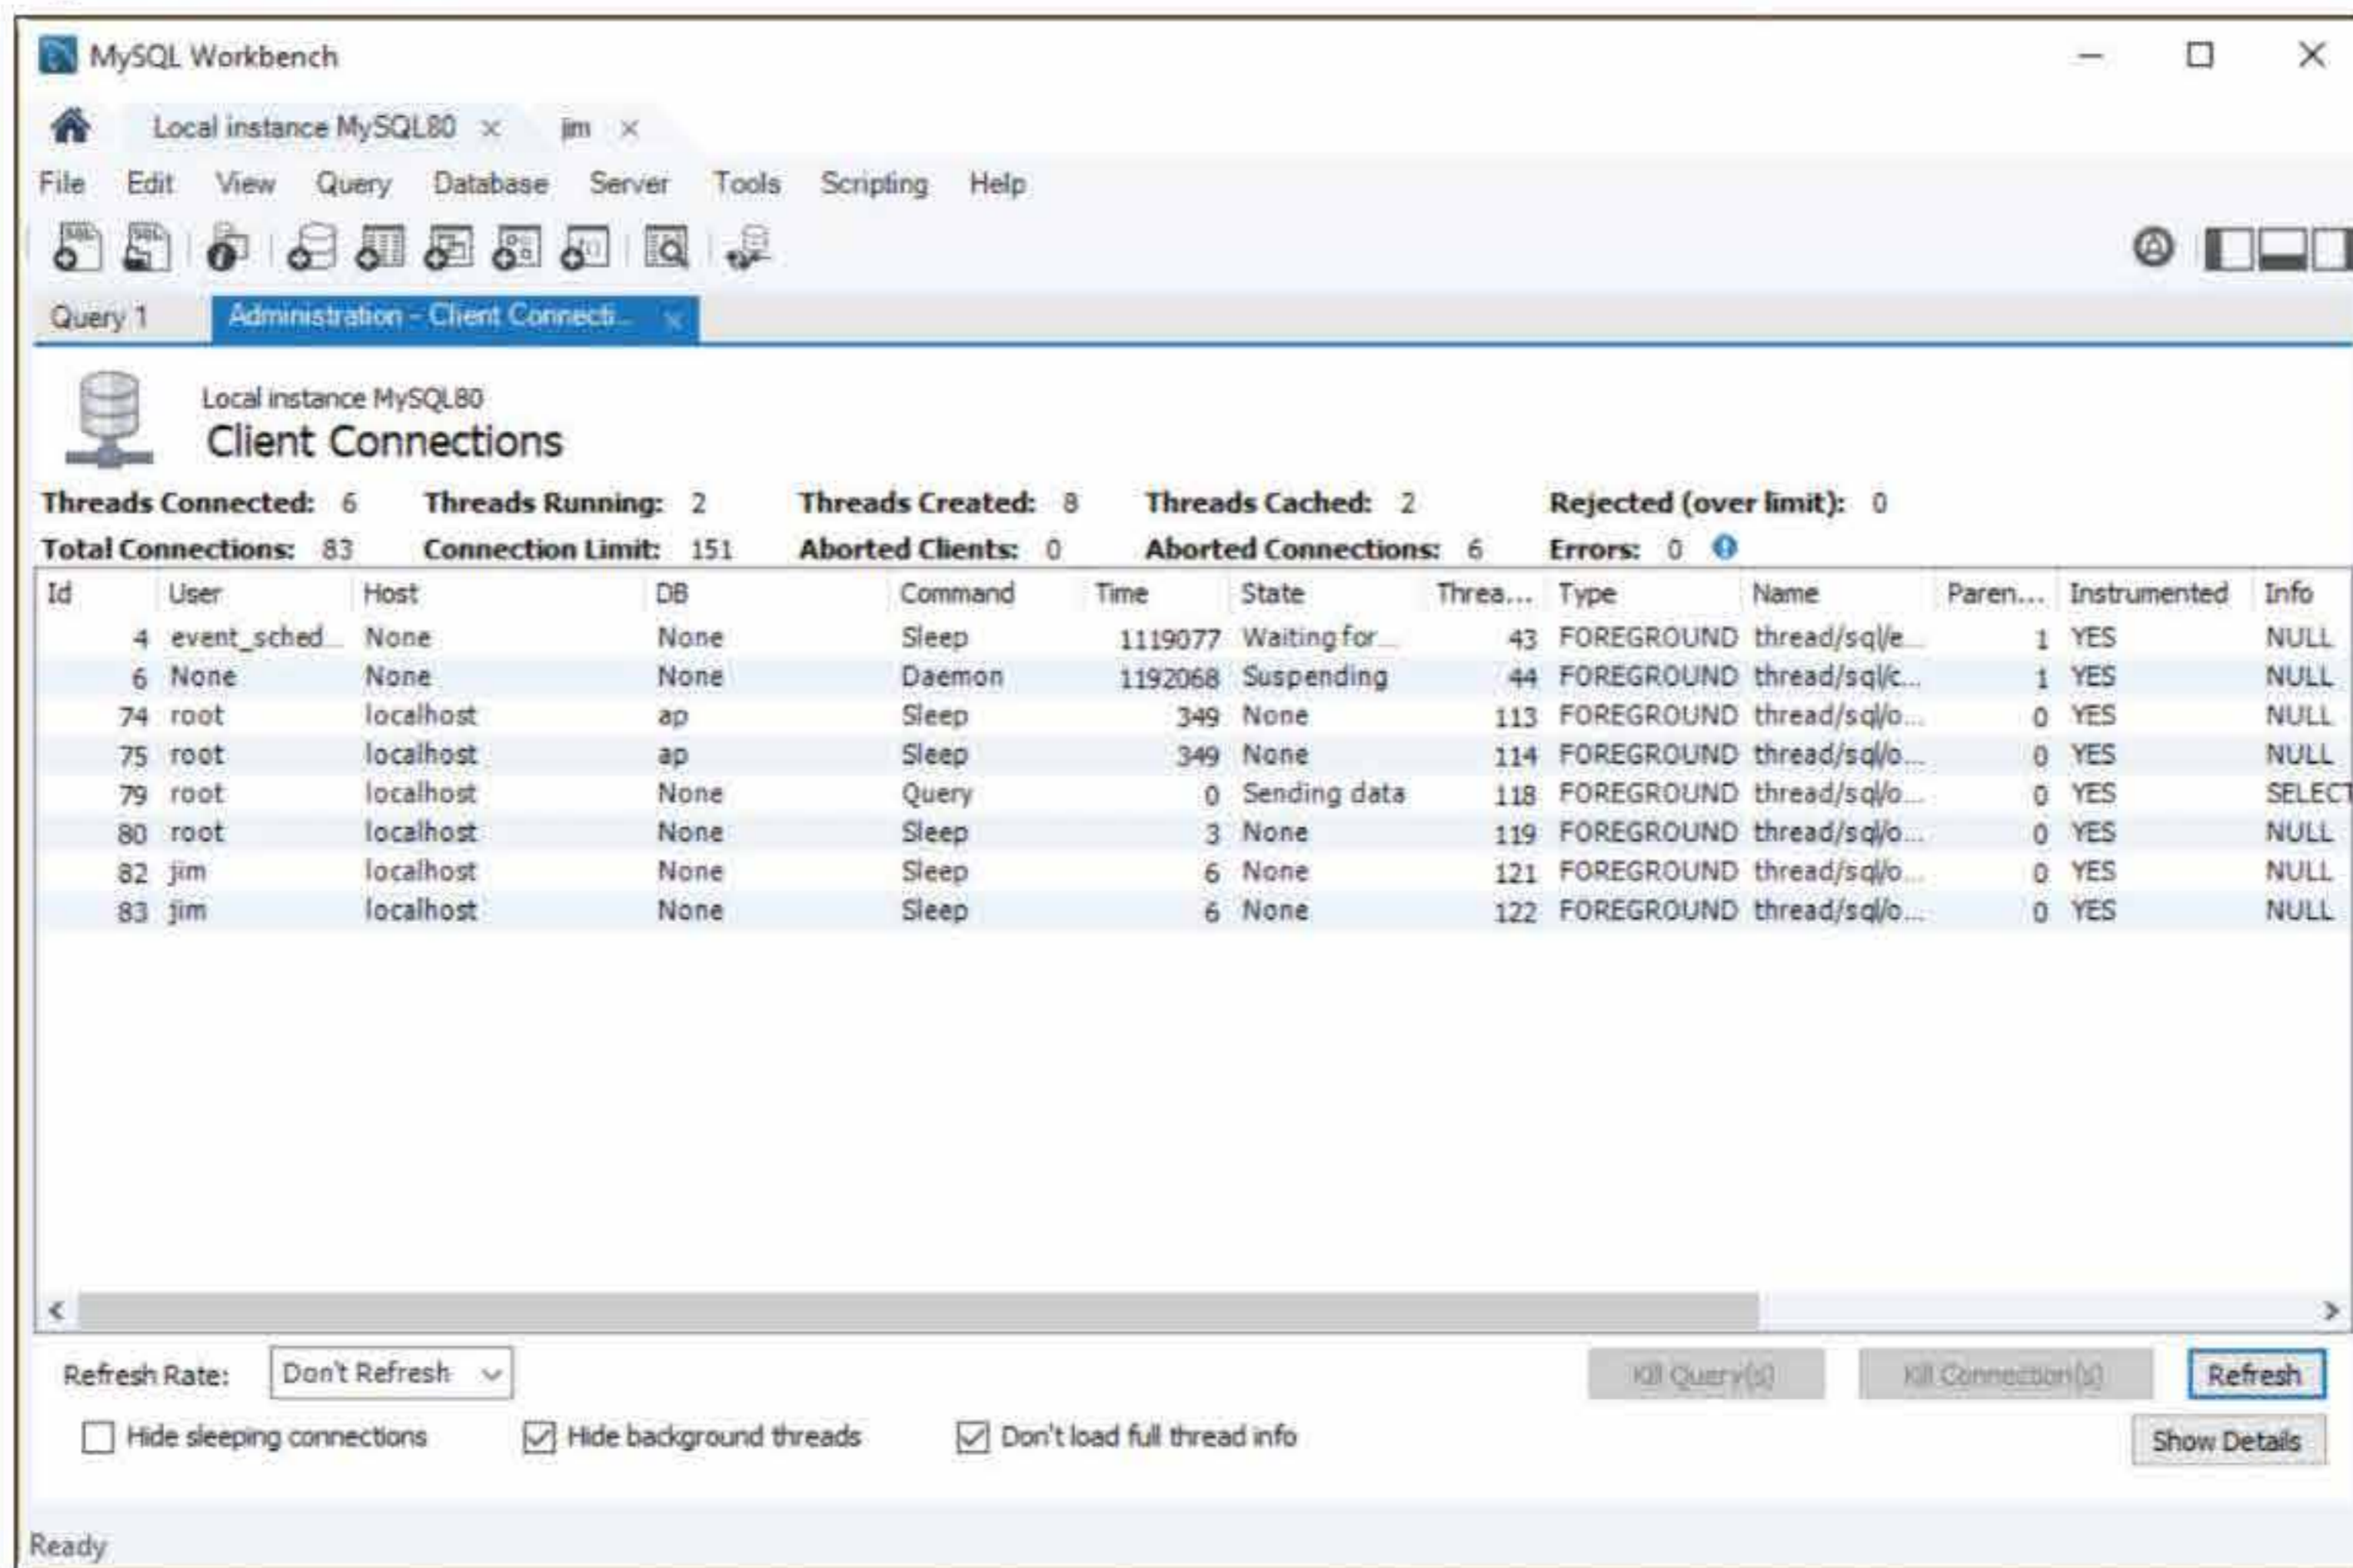 MySQL Workbench
Local instance MySQL80 × jim ×
File Edit View Query Database Server Tools Scripting Help
Query 1 Administration - Client Connecti... ×
Local instance MySQL80
Client Connections
Threads Connected: 6 Threads Running: 2 Threads Created: 8 Threads Cached: 2 Rejected (over limit): 0
Total Connections: 83 Connection Limit: 151 Aborted Clients: 0 Aborted Connections: 6 Errors: 0
Id User Host DB Command Time State Threa... Type Name Paren... Instrumented Info
4 event_sched... None None Sleep 1119077 Waiting for... 43 FOREGROUND thread/sql/e... 1 YES NULL
6 None None None Daemon 1192068 Suspending 44 FOREGROUND thread/sql/c... 1 YES NULL
74 root localhost ap Sleep 349 None 113 FOREGROUND thread/sql/o... 0 YES NULL
75 root localhost ap Sleep 349 None 114 FOREGROUND thread/sql/o... 0 YES NULL
79 root localhost None Query 0 Sending data 118 FOREGROUND thread/sql/o... 0 YES SELECT
80 root localhost None Sleep 3 None 119 FOREGROUND thread/sql/o... 0 YES NULL
82 jim localhost None Sleep 6 None 121 FOREGROUND thread/sql/o... 0 YES NULL
83 jim localhost None Sleep 6 None 122 FOREGROUND thread/sql/o... 0 YES NULL
Refresh Rate: Don't Refresh Kill Query(s) Kill Connection(s) Refresh
Hide sleeping connections Hide background threads Don't load full thread info Show Details
Ready